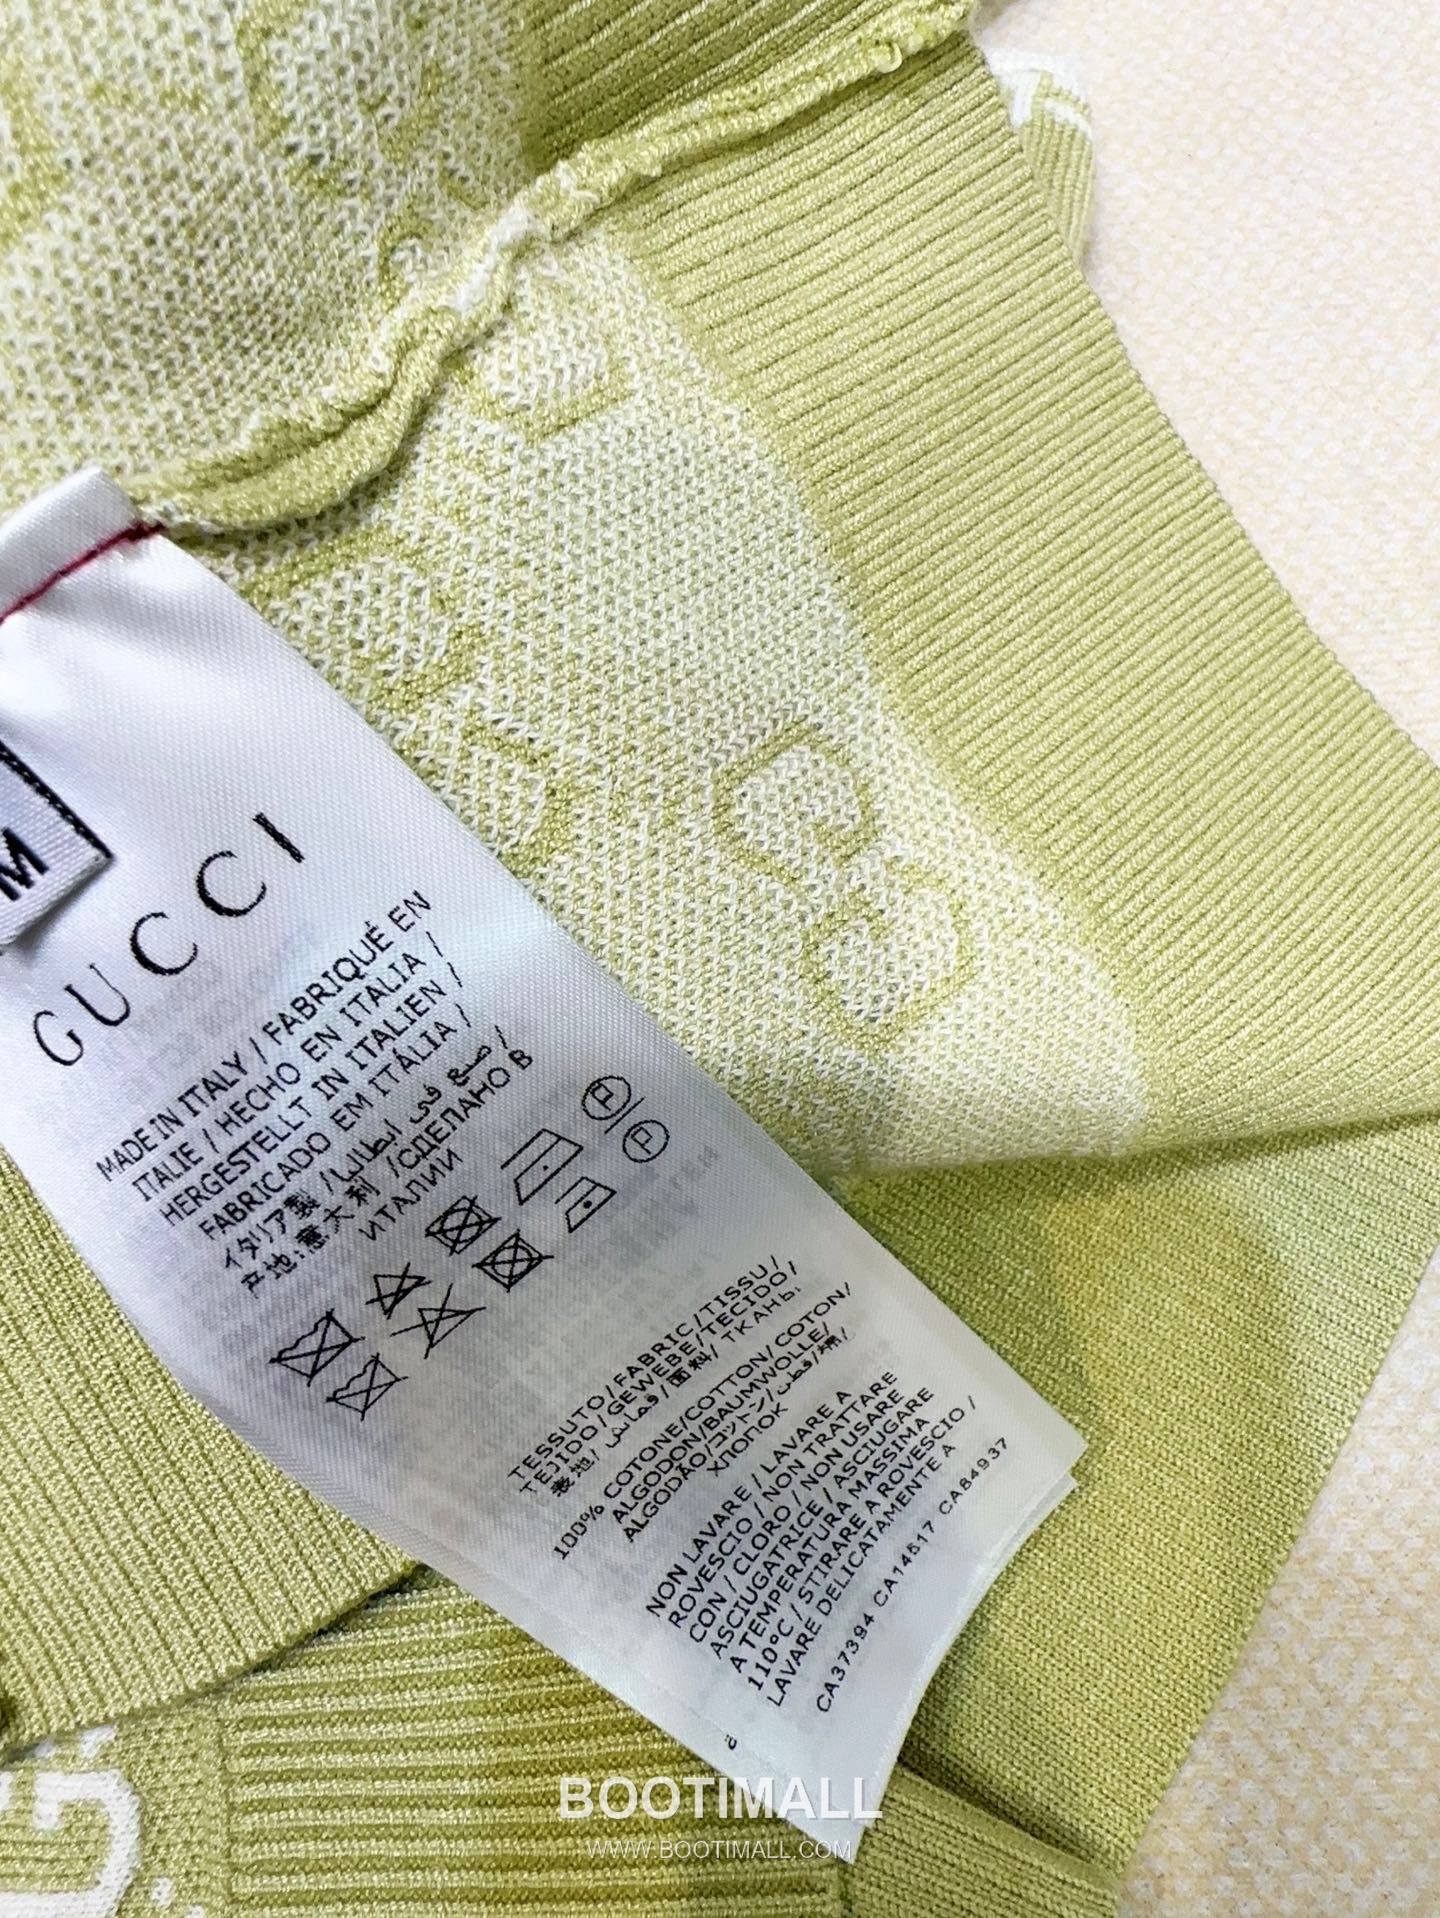 M
GUCCI
MADE IN ITALY / FABRIQUÉ EN
ITALIE / HECHO EN ITALIA /
HERGESTELLT IN ITALIEN /
FABRICADO EM ITÁLIA /
イタリア製 / صنع في ايطاليا /
产地:意大利 /СДЕЛАНО В
ИТАЛИИ
P
P
TESSUTO/FABRIC/TISSU/
TEJIDO/GEWEBE/TECIDO/
表地/ قماش/面料/ ТКАНЬ:
100% COTONE/COTTON/COTON/
ALGODON/BAUMWOLLE/
ALGODÃO/コットン/قطن/棉/
ХЛОПОК
NON LAVARE / LAVARE A
ROVESCIO / NON TRATTARE
CON / CLORO / NON USARE
ASCIUGATRICE / ASCIUGARE
A TEMPERATURA MASSIMA
110°C / STIRARE A ROVESCIO /
LAVARE DELICATAMENTE A
CA37394 CA14517 CA84937
BOOTIMALL
WWW.BOOTIMALL.COM